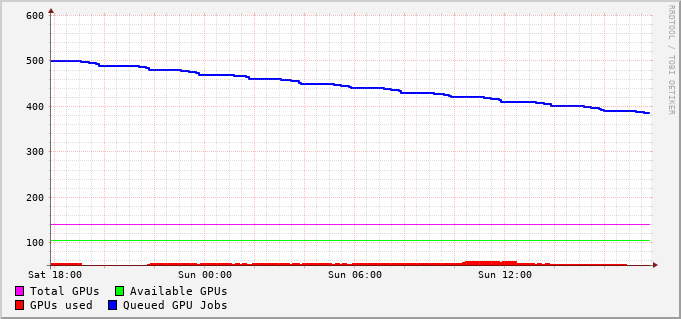 600
500
400
300
200
100
Sat 18:00 Sun 00:00 Sun 06:00 Sun 12:00
Total GPUs Available GPUs
GPUs used Queued GPU Jobs
RRDTOOL / TOBI OETIKER